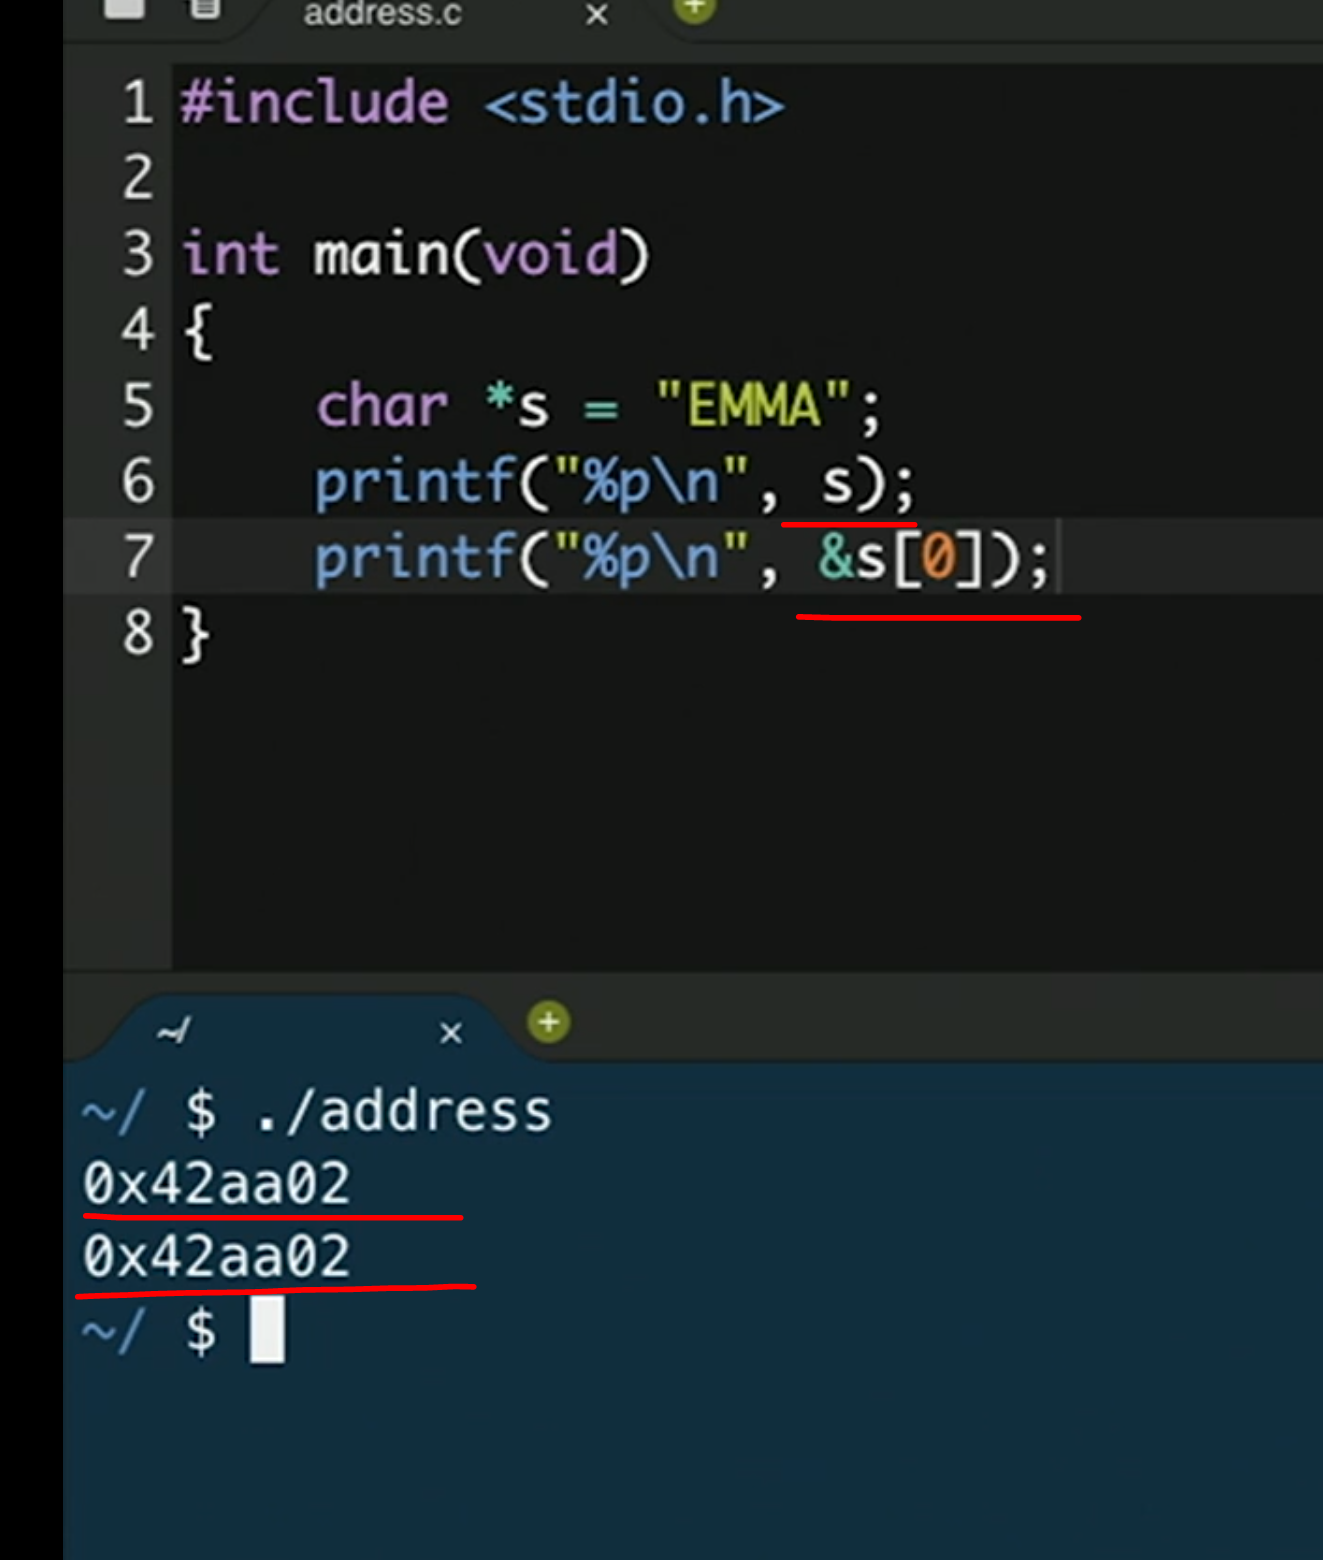 address.c ×
1 #include <stdio.h>
2
3 int main(void)
4 {
5 char *s = "EMMA";
6 printf("%p\n", s);
7 printf("%p\n", &s[0]);
8 }
~/ ×
~/ $ ./address
0x42aa02
0x42aa02
~/ $